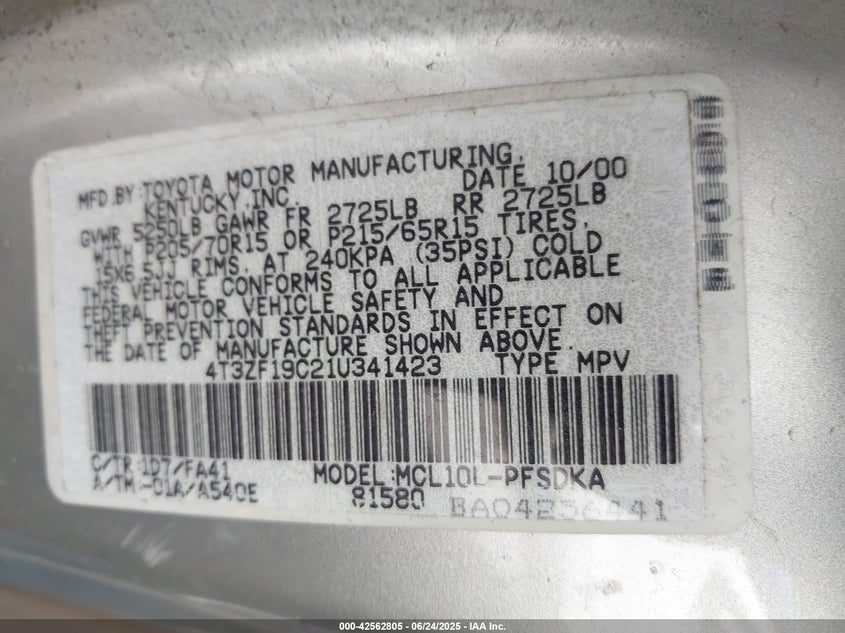 MFD.BY:TOYOTA MOTOR MANUFACTURING,
KENTUCKY,INC. DATE 10/00
GVWR 5250LB GAWR FR 2725LB RR 2725LB
WITH P205/70R15 OR P215/65R15 TIRES,
15X6.5JJ RIMS, AT 240KPA (35PSI) COLD
THIS VEHICLE CONFORMS TO ALL APPLICABLE
FEDERAL MOTOR VEHICLE SAFETY AND
THEFT PREVENTION STANDARDS IN EFFECT ON
THE DATE OF MANUFACTURE SHOWN ABOVE.
4T3ZF19C21U341423 TYPE MPV
C/TR:1D7/FA41 MODEL:MCL10L-PFSDKA
A/TM:-01A/A540E 81580 BA04256441
000-42562805 - 06/24/2025 - IAA Inc.